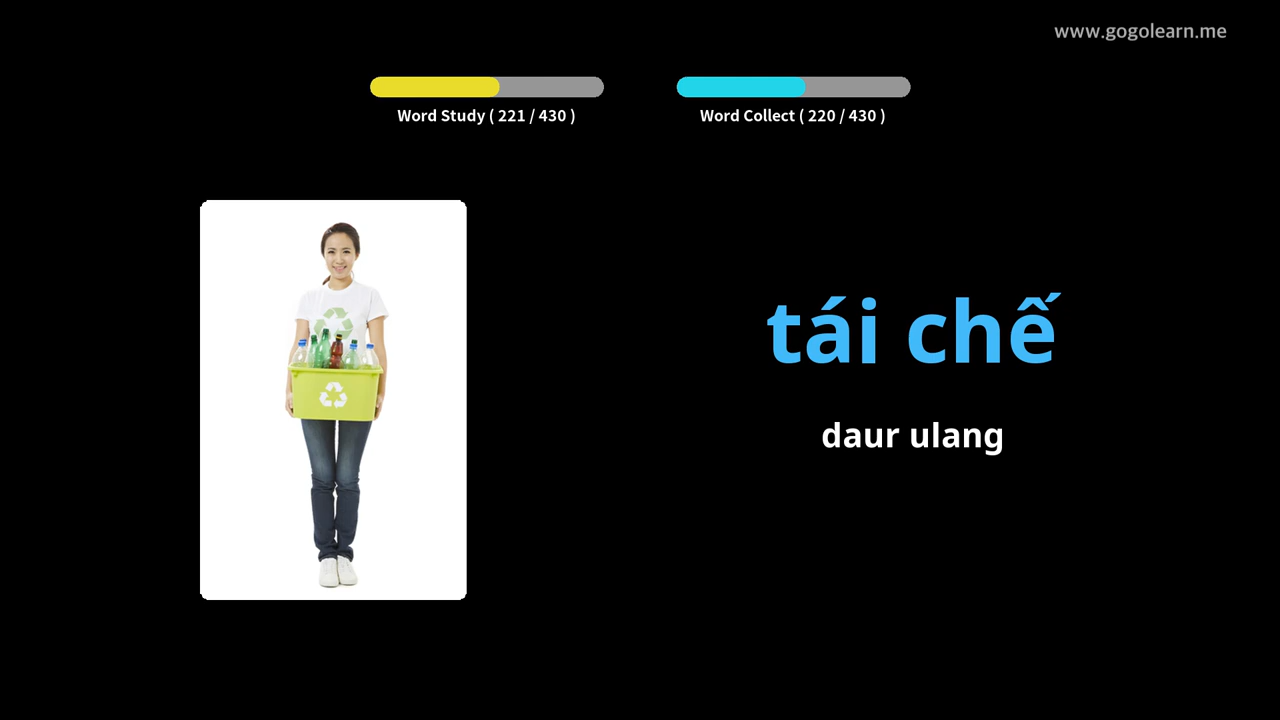 www.gogolearn.me
Word Study ( 221 / 430 )
Word Collect ( 220 / 430 )
tái chế
daur ulang